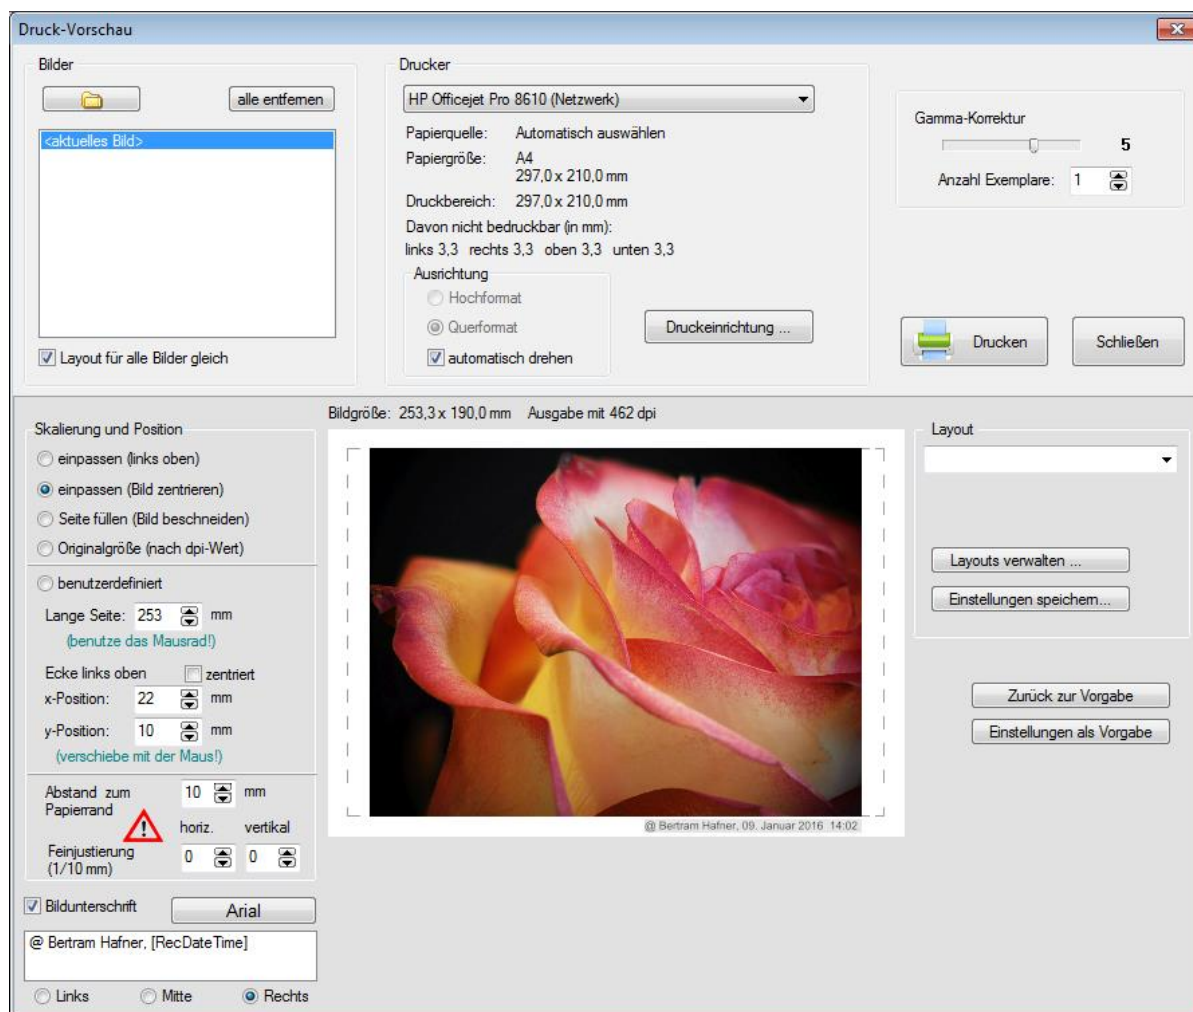 Druck-Vorschau
Bilder
alle entfernen
<aktuelles Bild>
Layout für alle Bilder gleich
Drucker
HP Officejet Pro 8610 (Netzwerk)
Papierquelle: Automatisch auswählen
Papiergröße: A4
297,0 x 210,0 mm
Druckbereich: 297,0 x 210,0 mm
Davon nicht bedruckbar (in mm):
links 3,3 rechts 3,3 oben 3,3 unten 3,3
Ausrichtung
Hochformat
Querformat
automatisch drehen
Druckeinrichtung ...
Gamma-Korrektur
5
Anzahl Exemplare: 1
Drucken
Schließen
Skalierung und Position
einpassen (links oben)
einpassen (Bild zentrieren)
Seite füllen (Bild beschneiden)
Originalgröße (nach dpi-Wert)
benutzerdefiniert
Lange Seite: 253 mm
(benutze das Mausrad!)
Ecke links oben zentriert
x-Position: 22 mm
y-Position: 10 mm
(verschiebe mit der Maus!)
Abstand zum 10 mm
Papierrand
horiz. vertikal
Feinjustierung 0 0
(1/10 mm)
Bildunterschrift Arial
@ Bertram Hafner, [RecDateTime]
Links Mitte Rechts
Bildgröße: 253,3 x 190,0 mm Ausgabe mit 462 dpi
@ Bertram Hafner, 09. Januar 2016 14:02
Layout
Layouts verwalten ...
Einstellungen speichern...
Zurück zur Vorgabe
Einstellungen als Vorgabe